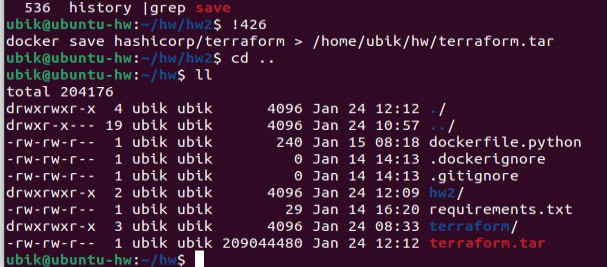 536 history |grep save
ubik@ubuntu-hw:~/hw/hw2$ !426
docker save hashicorp/terraform > /home/ubik/hw/terraform.tar
ubik@ubuntu-hw:~/hw/hw2$ cd ..
ubik@ubuntu-hw:~/hw$ ll
total 204176
drwxrwxr-x 4 ubik ubik 4096 Jan 24 12:12 ./
drwxr-x--- 19 ubik ubik 4096 Jan 24 10:57 ../
-rw-rw-r-- 1 ubik ubik 240 Jan 15 08:18 dockerfile.python
-rw-rw-r-- 1 ubik ubik 0 Jan 14 14:13 .dockerignore
-rw-rw-r-- 1 ubik ubik 0 Jan 14 14:13 .gitignore
drwxrwxr-x 2 ubik ubik 4096 Jan 24 12:09 hw2/
-rw-rw-r-- 1 ubik ubik 29 Jan 14 16:20 requirements.txt
drwxrwxr-x 3 ubik ubik 4096 Jan 24 08:33 terraform/
-rw-rw-r-- 1 ubik ubik 209044480 Jan 24 12:12 terraform.tar
ubik@ubuntu-hw:~/hw$